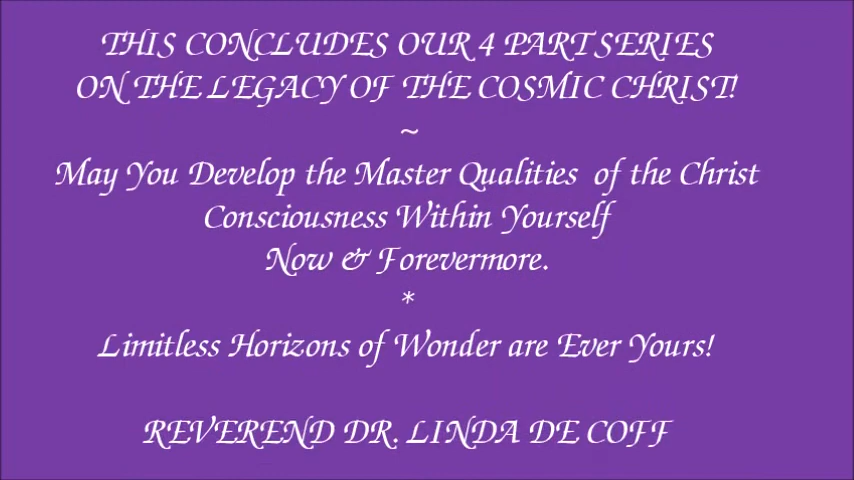 THIS CONCLUDES OUR 4 PART SERIES
ON THE LEGACY OF THE COSMIC CHRIST!
~
May You Develop the Master Qualities of the Christ
Consciousness Within Yourself
Now & Forevermore.
*
Limitless Horizons of Wonder are Ever Yours!
REVEREND DR. LINDA DE COFF